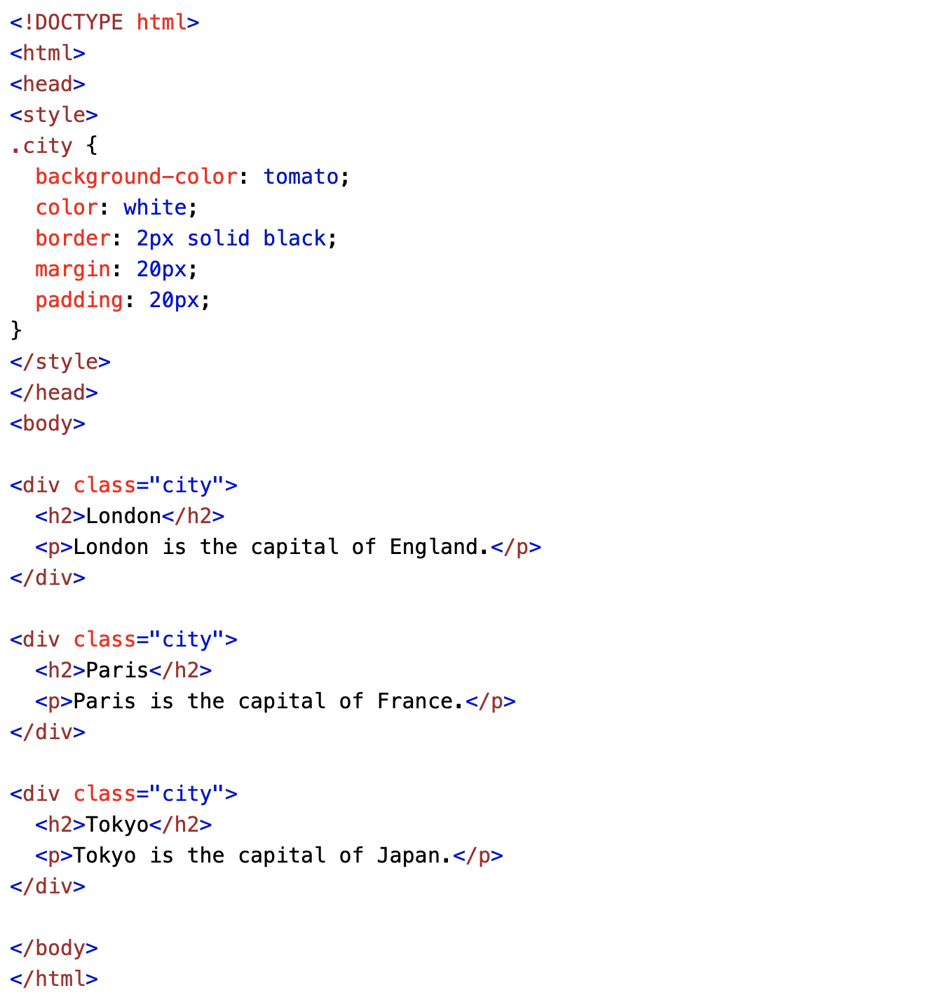 <!DOCTYPE html>
<html>
<head>
<style>
.city {
  background-color: tomato;
  color: white;
  border: 2px solid black;
  margin: 20px;
  padding: 20px;
}
</style>
</head>
<body>

<div class="city">
  <h2>London</h2>
  <p>London is the capital of England.</p>
</div>

<div class="city">
  <h2>Paris</h2>
  <p>Paris is the capital of France.</p>
</div>

<div class="city">
  <h2>Tokyo</h2>
  <p>Tokyo is the capital of Japan.</p>
</div>

</body>
</html>